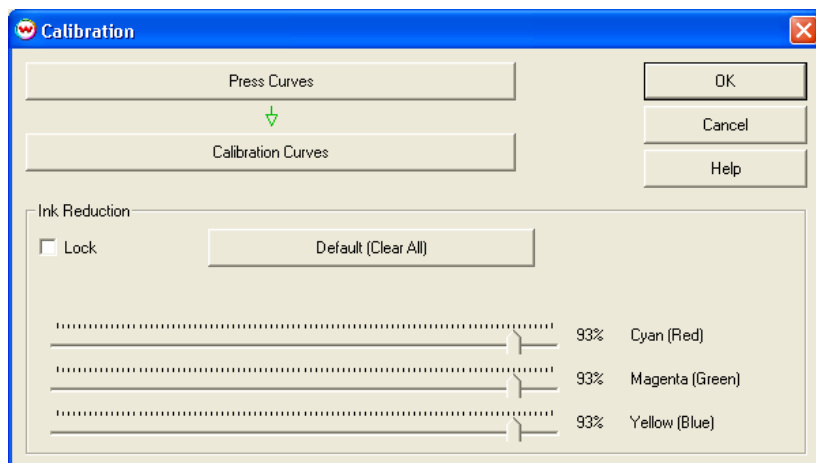 Calibration
Press Curves
OK
Cancel
Calibration Curves
Help
Ink Reduction
Lock
Default (Clear All)
93% Cyan (Red)
93% Magenta (Green)
93% Yellow (Blue)